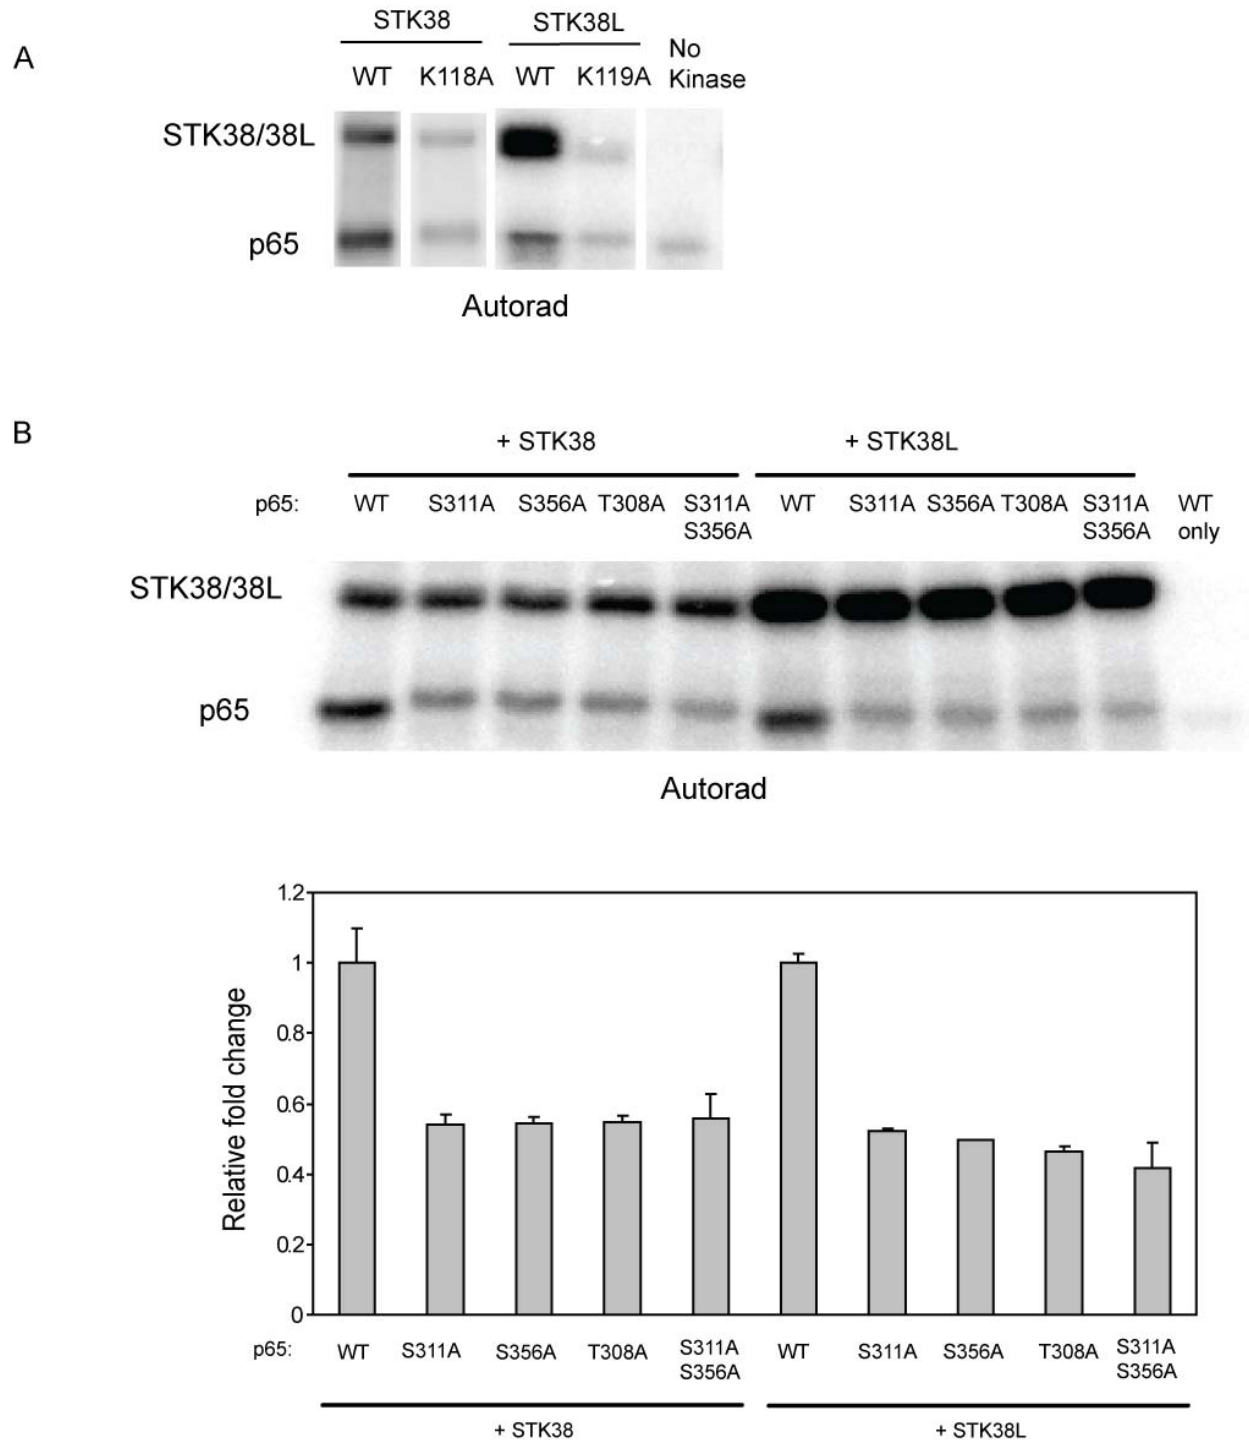 A
STK38 STK38L
No
Kinase
WT K118A WT K119A
STK38/38L
p65
Autorad
B
+ STK38 + STK38L
p65: WT S311A S356A T308A S311A WT S311A S356A T308A S311A WT
S356A S356A only
STK38/38L
p65
Autorad
Relative fold change
1.2
1
0.8
0.6
0.4
0.2
0
p65: WT S311A S356A T308A S311A WT S311A S356A T308A S311A
S356A S356A
+ STK38 + STK38L